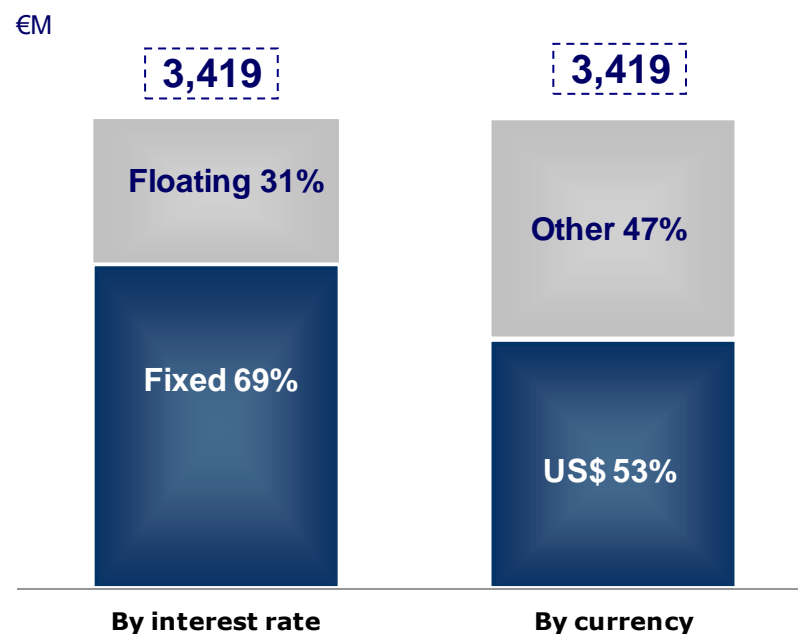 €M
3,419
3,419
Floating 31%
Other 47%
Fixed 69%
US$ 53%
By interest rate
By currency